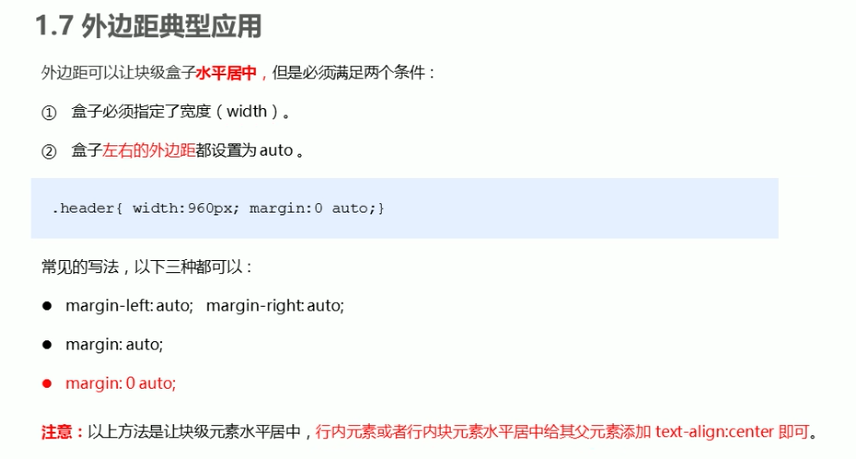 1.7 外边距典型应用
外边距可以让块级盒子水平居中，但是必须满足两个条件：
① 盒子必须指定了宽度（width）。
② 盒子左右的外边距都设置为 auto 。
.header{ width:960px; margin:0 auto;}
常见的写法，以下三种都可以：
● margin-left: auto; margin-right: auto;
● margin: auto;
● margin: 0 auto;
注意：以上方法是让块级元素水平居中，行内元素或者行内块元素水平居中给其父元素添加 text-align:center 即可。